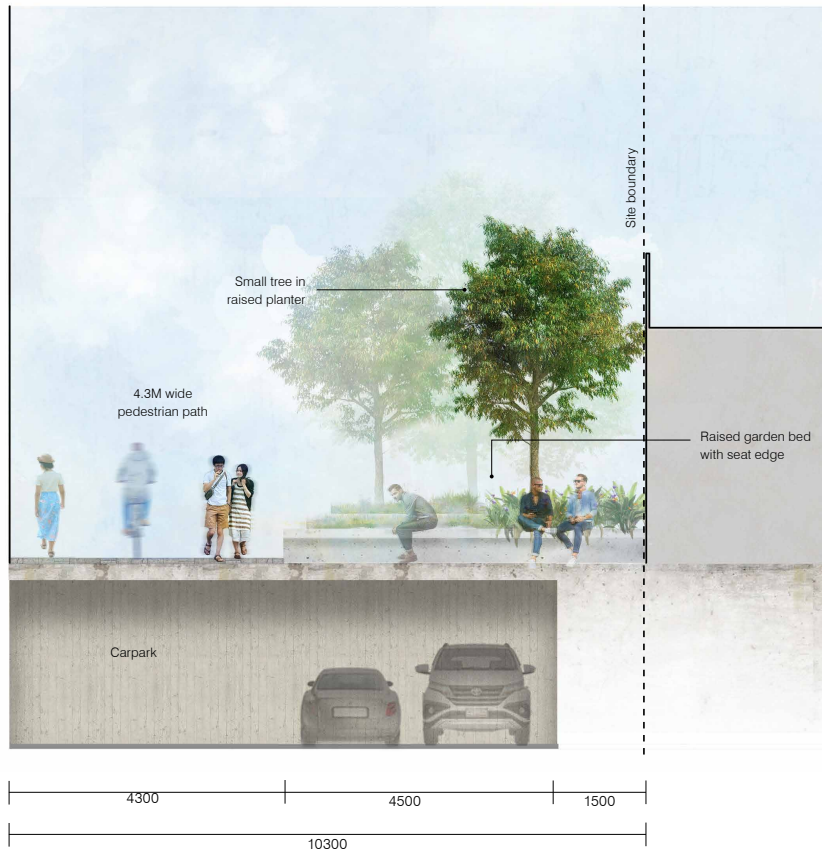 Site boundary
Small tree in
raised planter
4.3M wide
pedestrian path
Raised garden bed
with seat edge
Carpark
4300
4500
1500
10300